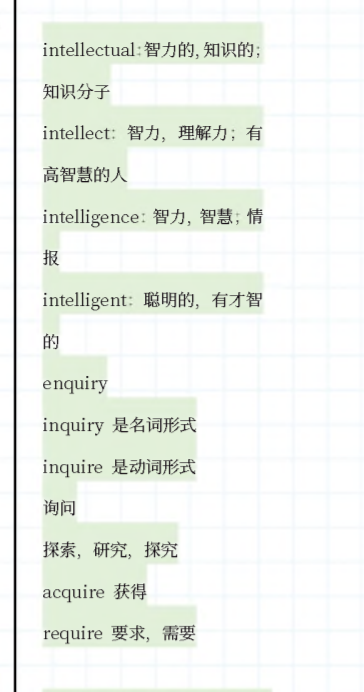 intellectual:智力的,知识的;
知识分子
intellect: 智力，理解力；有
高智慧的人
intelligence: 智力, 智慧; 情
报
intelligent: 聪明的，有才智
的
enquiry
inquiry 是名词形式
inquire 是动词形式
询问
探索，研究，探究
acquire 获得
require 要求，需要